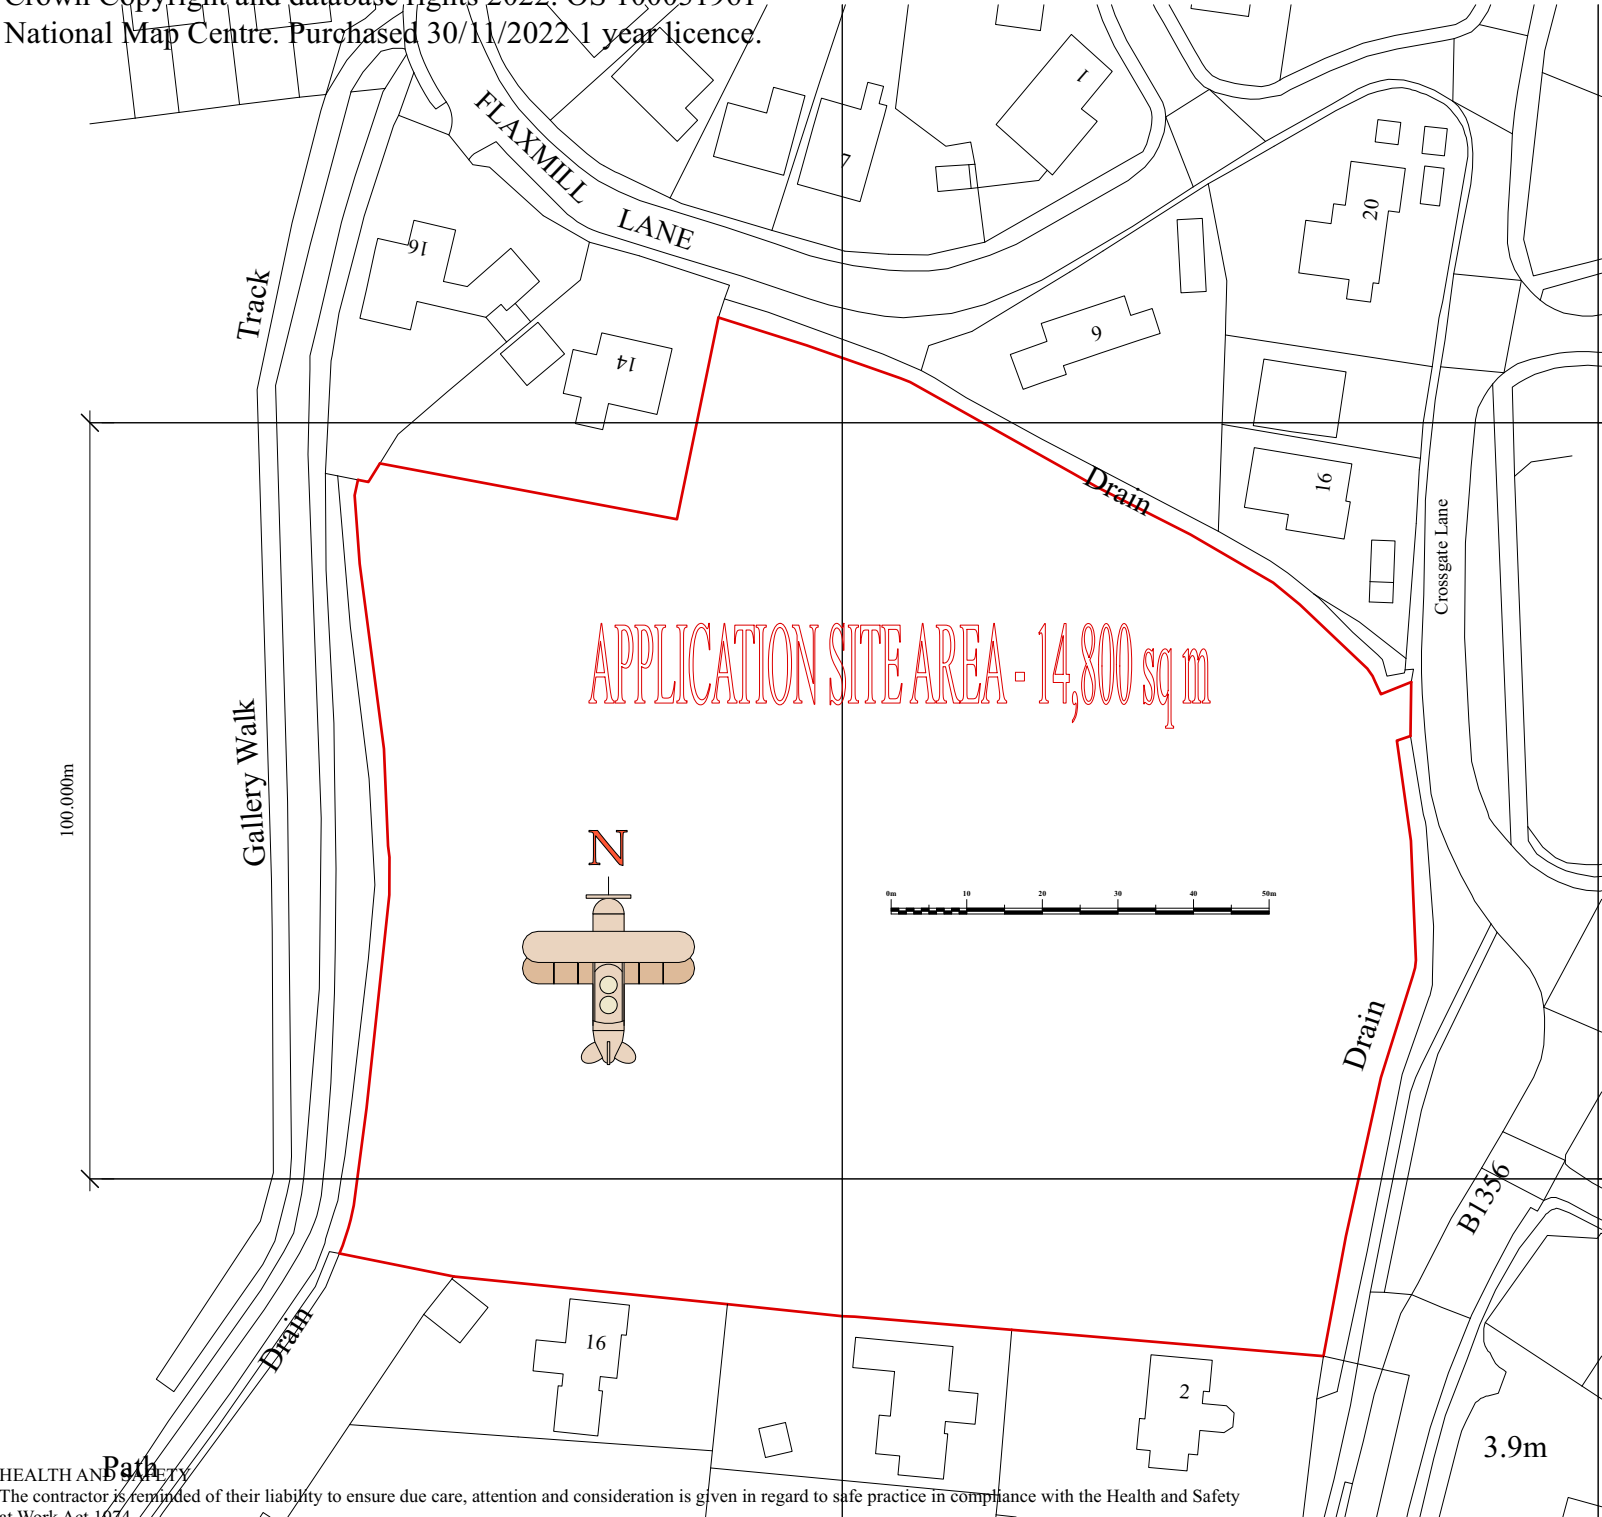 Crown Copyright and database rights 2022. OS 100031961
National Map Centre. Purchased 30/11/2022 1 year licence.
FLAXMILL LANE
1
7
20
16
Track
14
9
Drain
16
Crossgate Lane
APPLICATION SITE AREA - 14,800 sq m
Gallery Walk
100.000m
N
0m 10 20 30 40 50m
Drain
B1356
Drain
16
2
3.9m
Path
HEALTH AND SAFETY
The contractor is reminded of their liability to ensure due care, attention and consideration is given in regard to safe practice in compliance with the Health and Safety
at Work Act 1974